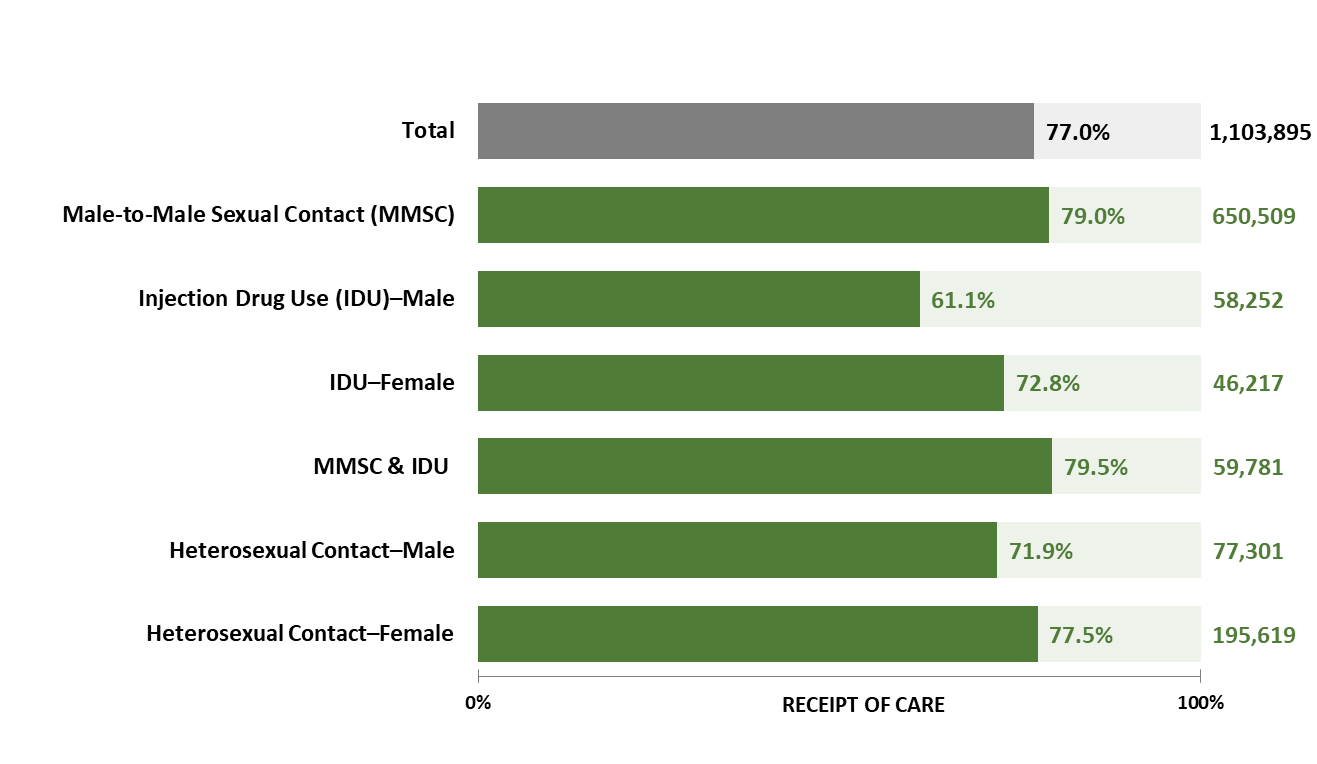 Total 77.0% 1,103,895
Male-to-Male Sexual Contact (MMSC) 79.0% 650,509
Injection Drug Use (IDU)–Male 61.1% 58,252
IDU–Female 72.8% 46,217
MMSC & IDU 79.5% 59,781
Heterosexual Contact–Male 71.9% 77,301
Heterosexual Contact–Female 77.5% 195,619
0% RECEIPT OF CARE 100%